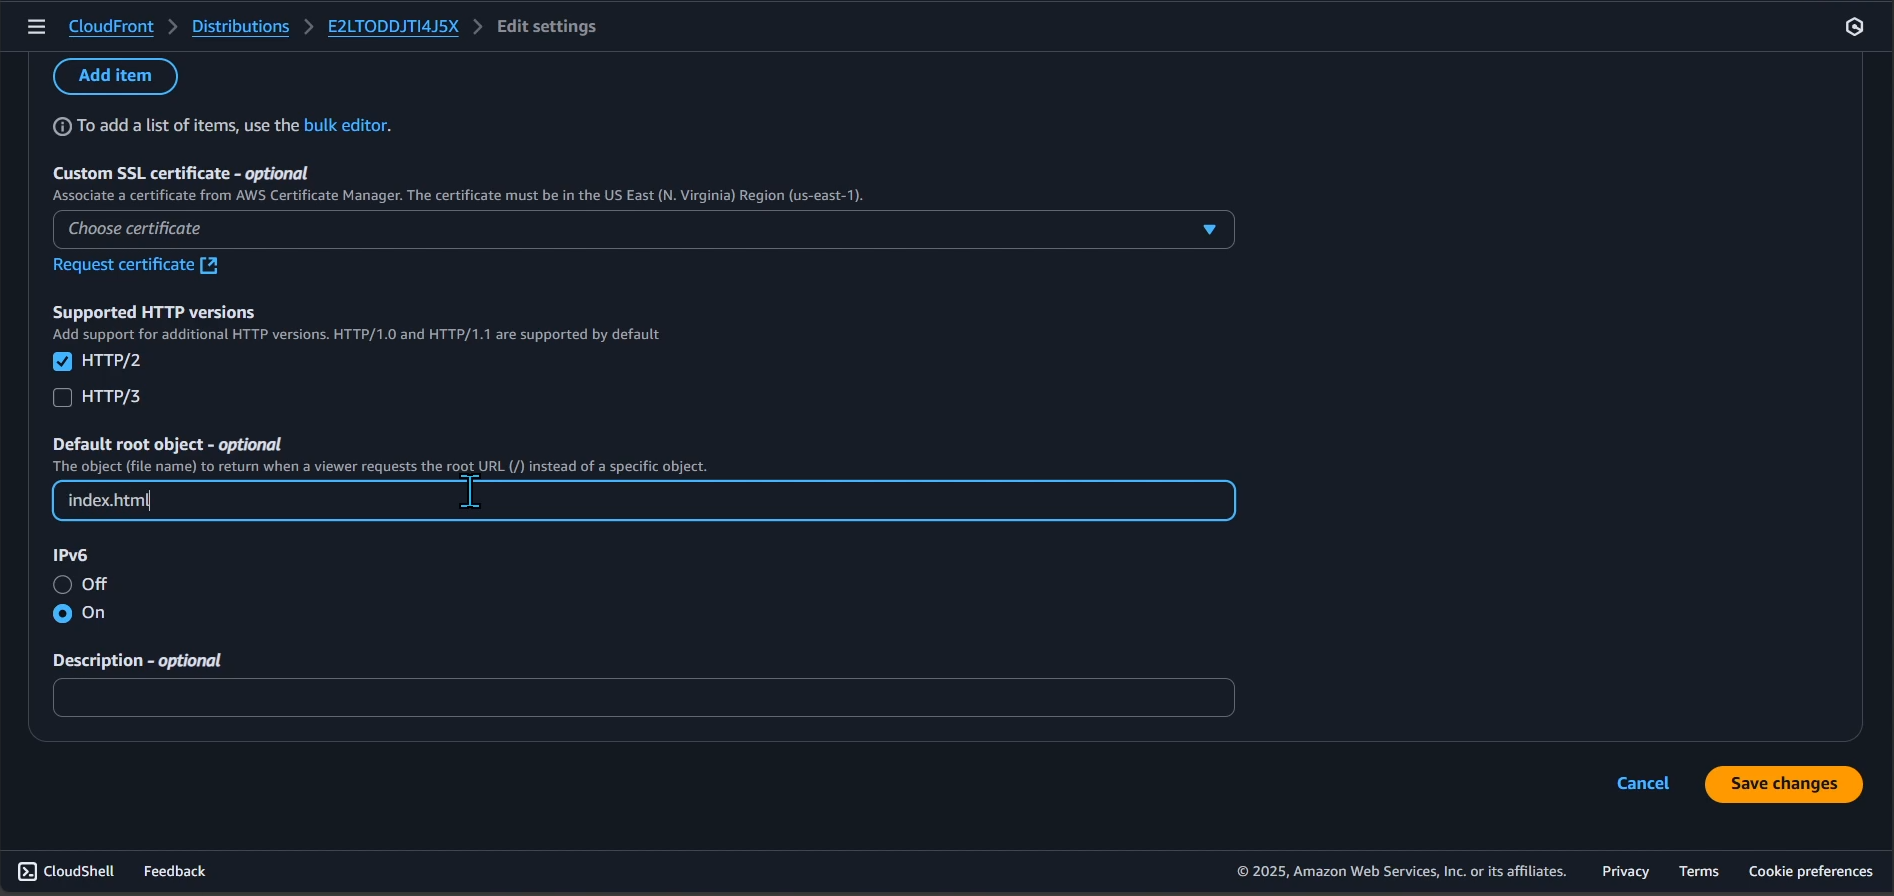 CloudFront > Distributions > E2LTODDJTI4J5X > Edit settings
Add item
To add a list of items, use the bulk editor.
Custom SSL certificate - optional
Associate a certificate from AWS Certificate Manager. The certificate must be in the US East (N. Virginia) Region (us-east-1).
Choose certificate
Request certificate
Supported HTTP versions
Add support for additional HTTP versions. HTTP/1.0 and HTTP/1.1 are supported by default
HTTP/2
HTTP/3
Default root object - optional
The object (file name) to return when a viewer requests the root URL (/) instead of a specific object.
index.html
IPv6
Off
On
Description - optional
Cancel Save changes
CloudShell Feedback © 2025, Amazon Web Services, Inc. or its affiliates. Privacy Terms Cookie preferences